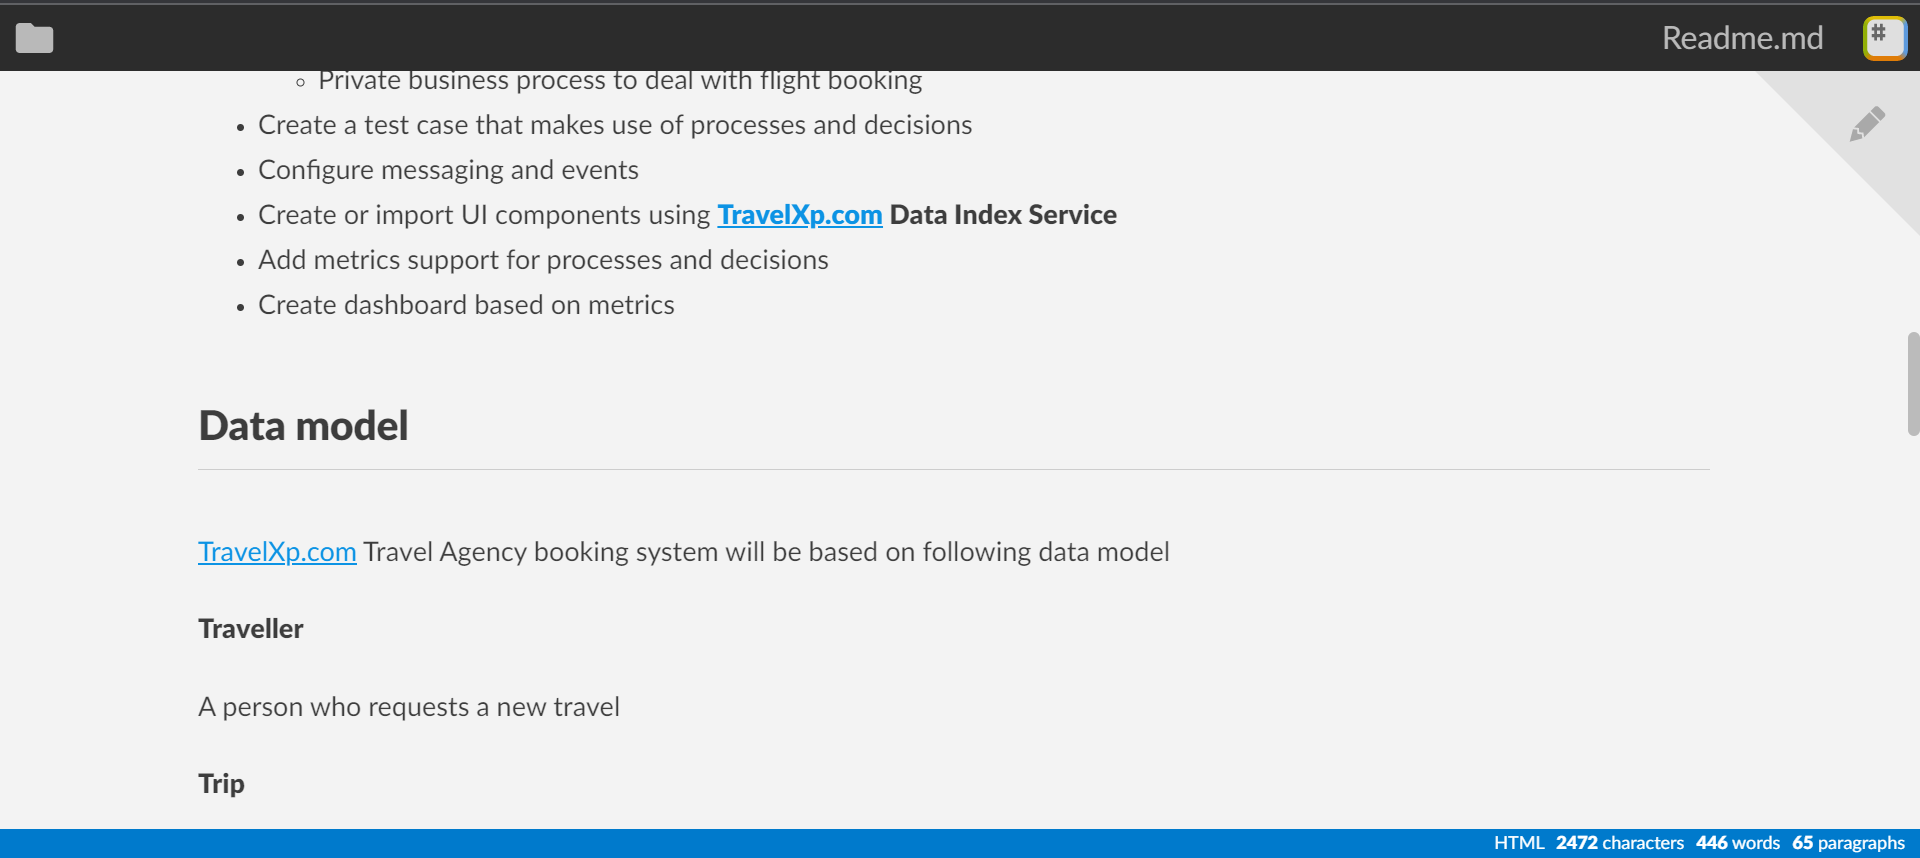 Readme.md
#
Private business process to deal with flight booking
Create a test case that makes use of processes and decisions
Configure messaging and events
Create or import UI components using TravelXp.com Data Index Service
Add metrics support for processes and decisions
Create dashboard based on metrics
Data model
TravelXp.com Travel Agency booking system will be based on following data model
Traveller
A person who requests a new travel
Trip
HTML 2472 characters 446 words 65 paragraphs